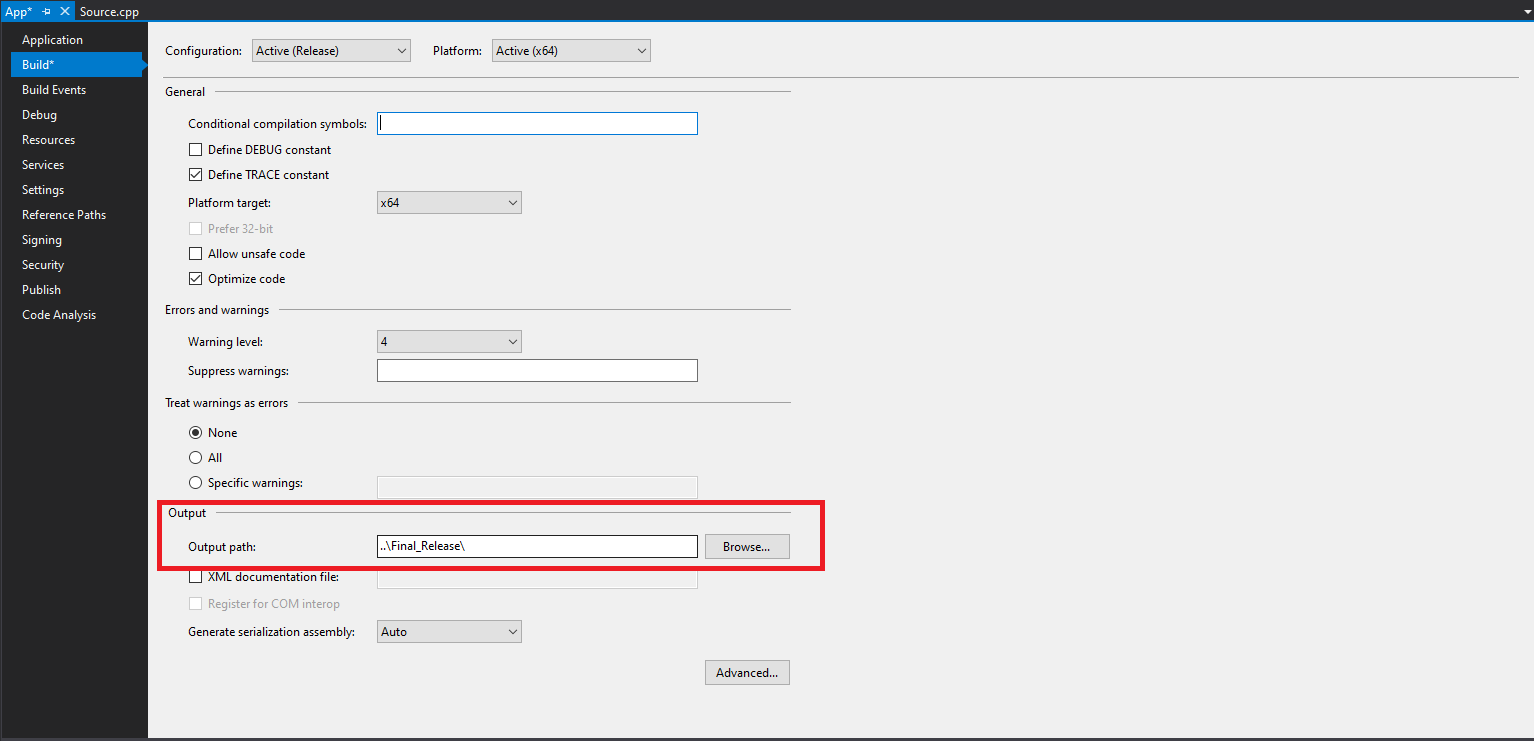 App* Source.cpp
Application
Build*
Build Events
Debug
Resources
Services
Settings
Reference Paths
Signing
Security
Publish
Code Analysis
Configuration: Active (Release) Platform: Active (x64)
General
Conditional compilation symbols:
Define DEBUG constant
Define TRACE constant
Platform target: x64
Prefer 32-bit
Allow unsafe code
Optimize code
Errors and warnings
Warning level: 4
Suppress warnings:
Treat warnings as errors
None
All
Specific warnings:
Output
Output path: ..\Final_Release\ Browse...
XML documentation file:
Register for COM interop
Generate serialization assembly: Auto
Advanced...